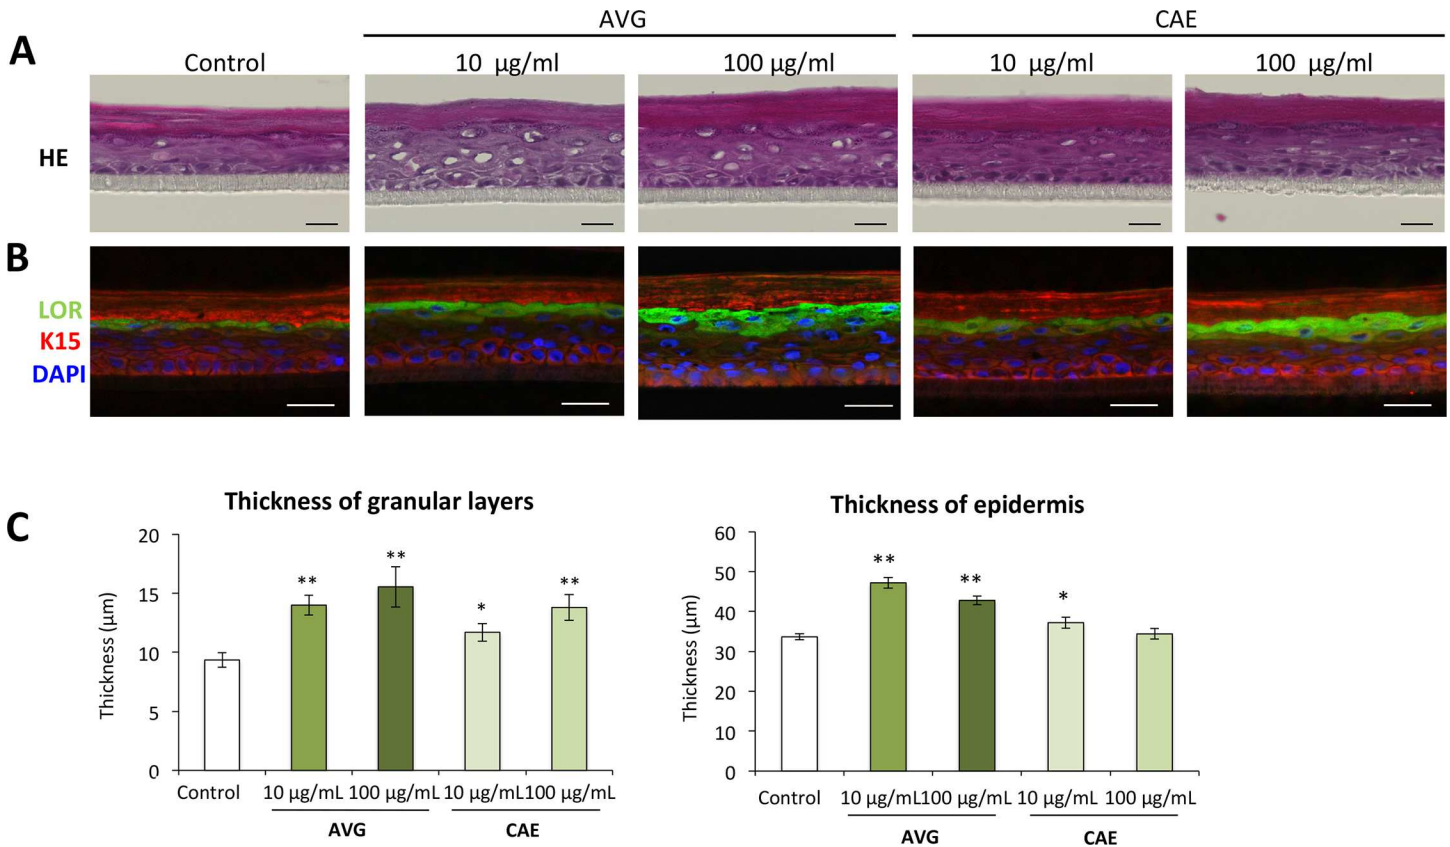 AVG CAE
A
Control 10 µg/ml 100 µg/ml 10 µg/ml 100 µg/ml
HE
B
LOR
K15
DAPI
C
Thickness of granular layers
20
15
10
5
0
Thickness (µm)
** ** * **
Control 10 µg/mL 100 µg/mL 10 µg/mL 100 µg/mL
AVG CAE
Thickness of epidermis
60
50
40
30
20
10
0
Thickness (µm)
** ** *
Control 10 µg/mL 100 µg/mL 10 µg/mL 100 µg/mL
AVG CAE